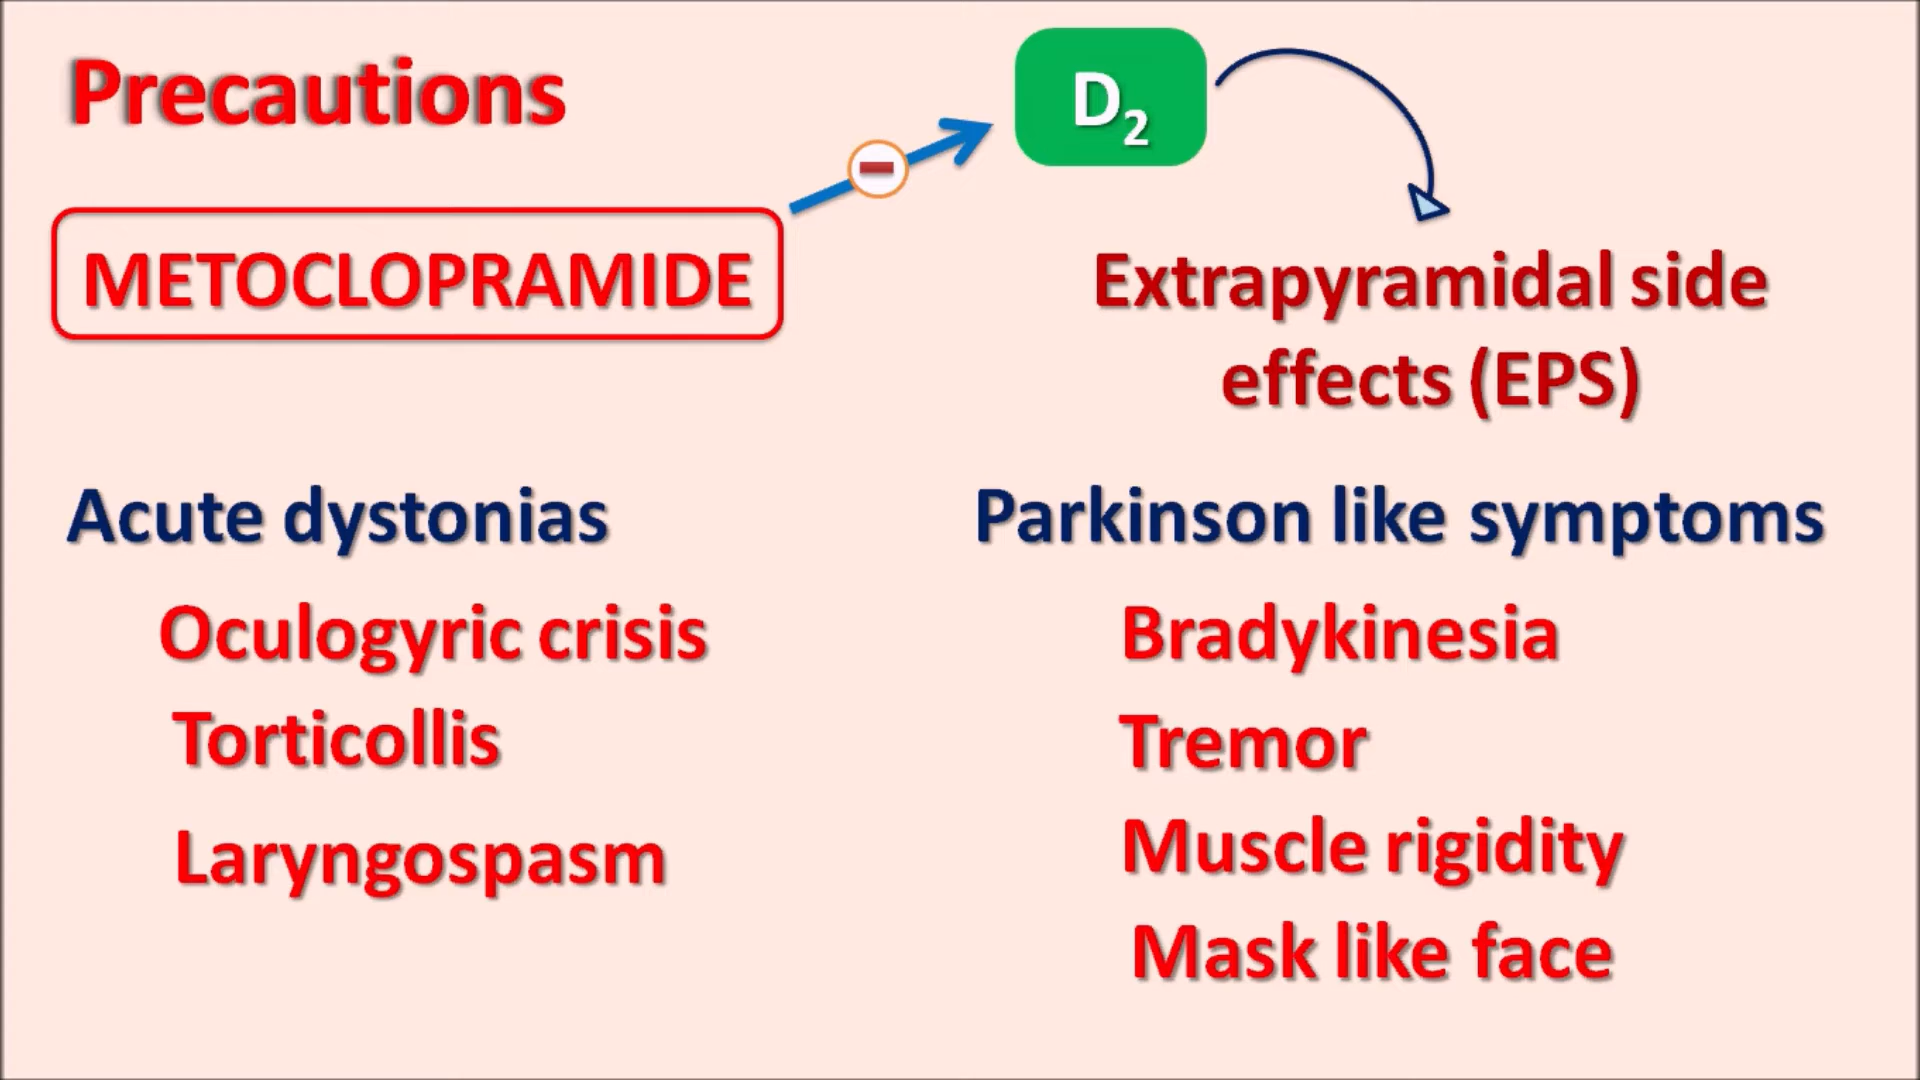 Precautions
D₂
METOCLOPRAMIDE
Extrapyramidal side
effects (EPS)
Acute dystonias
Oculogyric crisis
Torticollis
Laryngospasm
Parkinson like symptoms
Bradykinesia
Tremor
Muscle rigidity
Mask like face